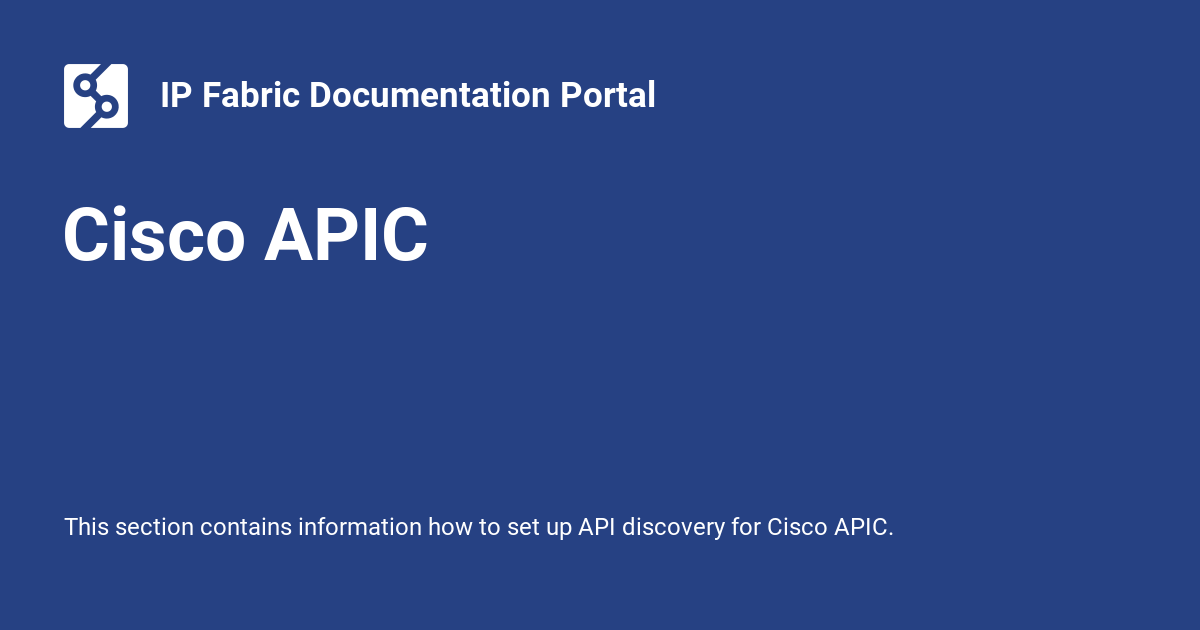 IP Fabric Documentation Portal
Cisco APIC
This section contains information how to set up API discovery for Cisco APIC.